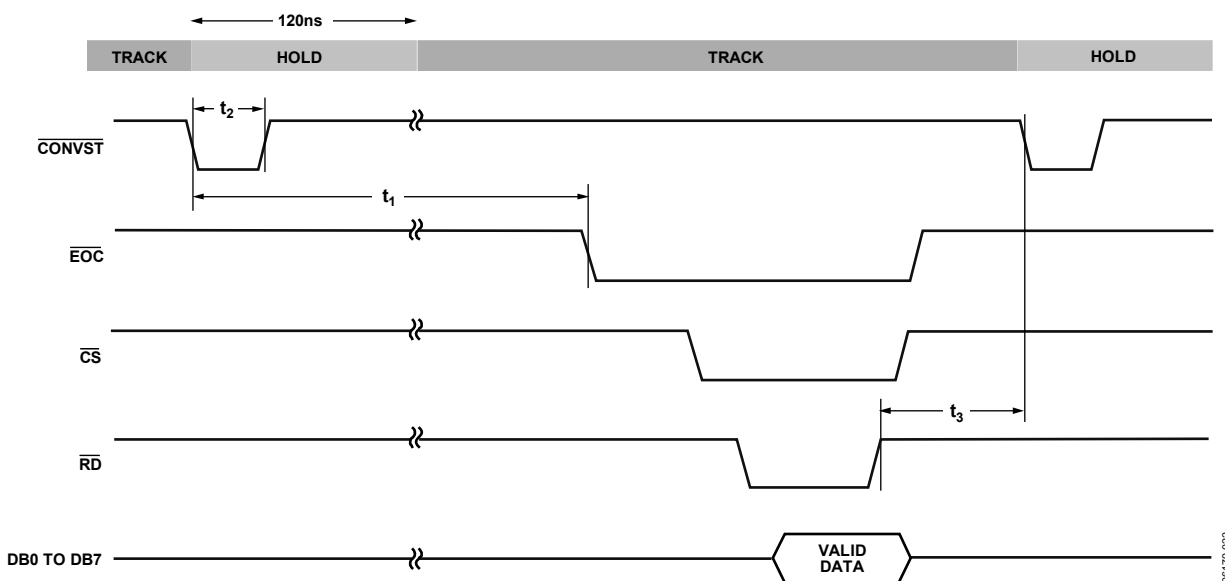 120ns
TRACK HOLD TRACK HOLD
t2
CONVST
t1
EOC
CS
t3
RD
DB0 TO DB7
VALID
DATA